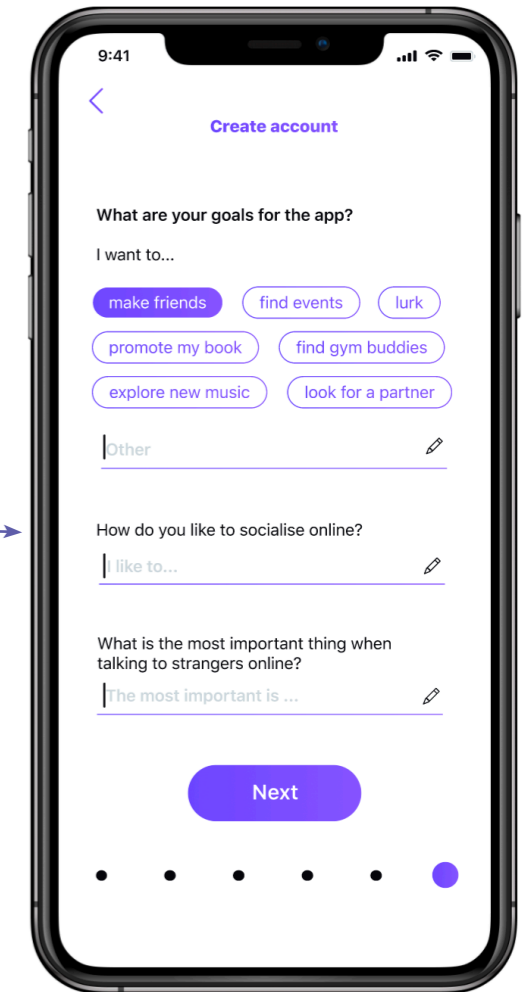 9:41
Create account
What are your goals for the app?
I want to...
make friends find events lurk
promote my book find gym buddies
explore new music look for a partner
Other
How do you like to socialise online?
I like to...
What is the most important thing when
talking to strangers online?
The most important is ...
Next